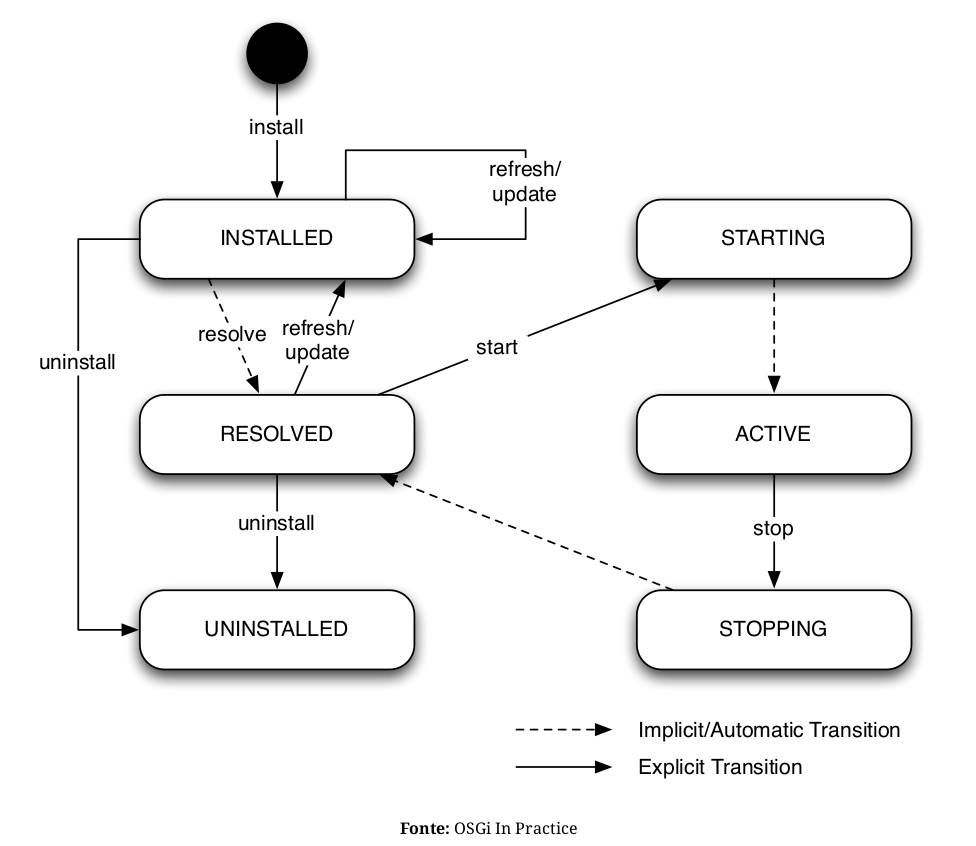 install
refresh/
update
INSTALLED
STARTING
resolve
refresh/
update
start
uninstall
RESOLVED
ACTIVE
uninstall
stop
UNINSTALLED
STOPPING
Implicit/Automatic Transition
Explicit Transition
Fonte: OSGi In Practice